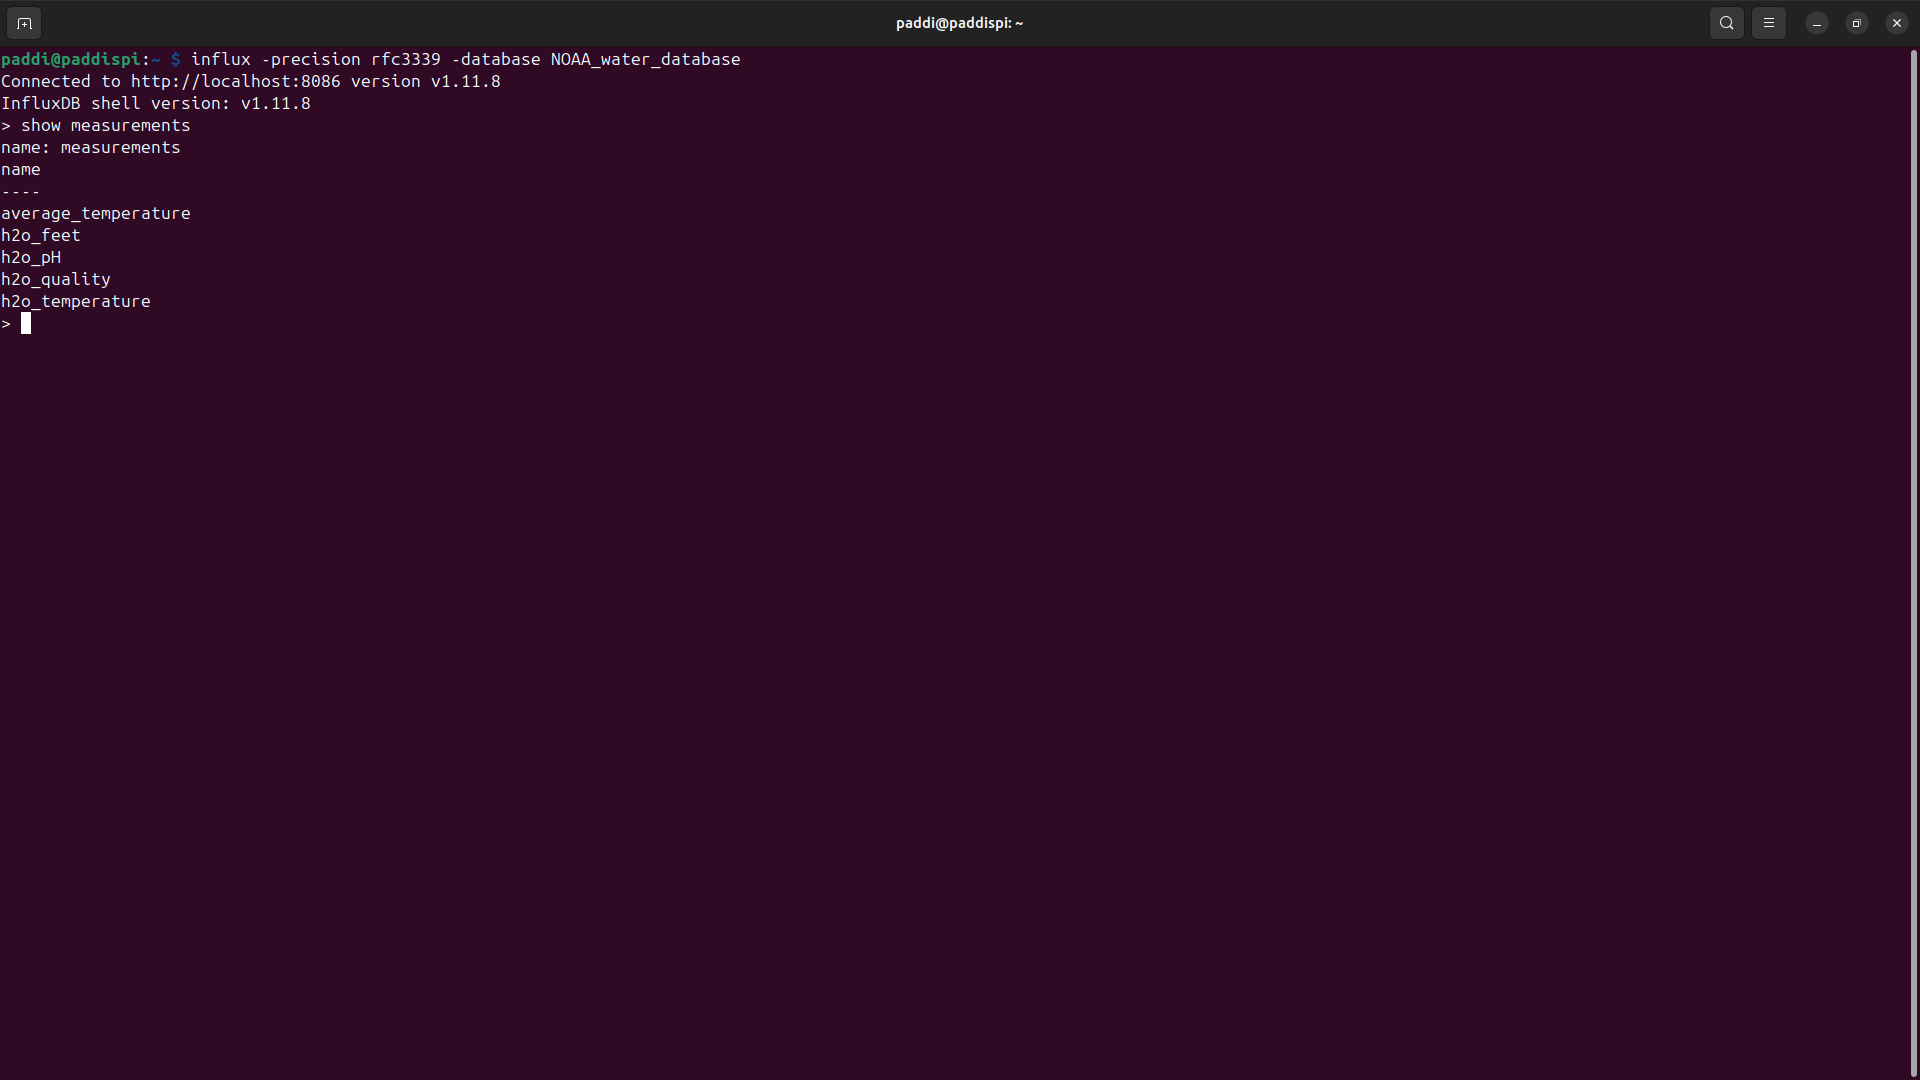 paddi@paddispi: ~
paddi@paddispi:~ $ influx -precision rfc3339 -database NOAA_water_database
Connected to http://localhost:8086 version v1.11.8
InfluxDB shell version: v1.11.8
> show measurements
name: measurements
name
----
average_temperature
h2o_feet
h2o_pH
h2o_quality
h2o_temperature
>